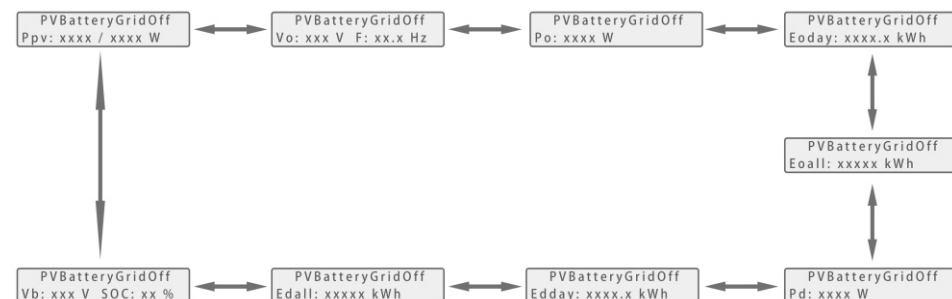 PVBatteryGridOff
Ppv: xxxx / xxxx W
PVBatteryGridOff
Vo: xxx V F: xx.x Hz
PVBatteryGridOff
Po: xxxx W
PVBatteryGridOff
Eoday: xxxx.x kWh
PVBatteryGridOff
Eoall: xxxxx kWh
PVBatteryGridOff
Vb: xxx V SOC: xx %
PVBatteryGridOff
Edall: xxxxx kWh
PVBatteryGridOff
Edday: xxxx.x kWh
PVBatteryGridOff
Pd: xxxx W